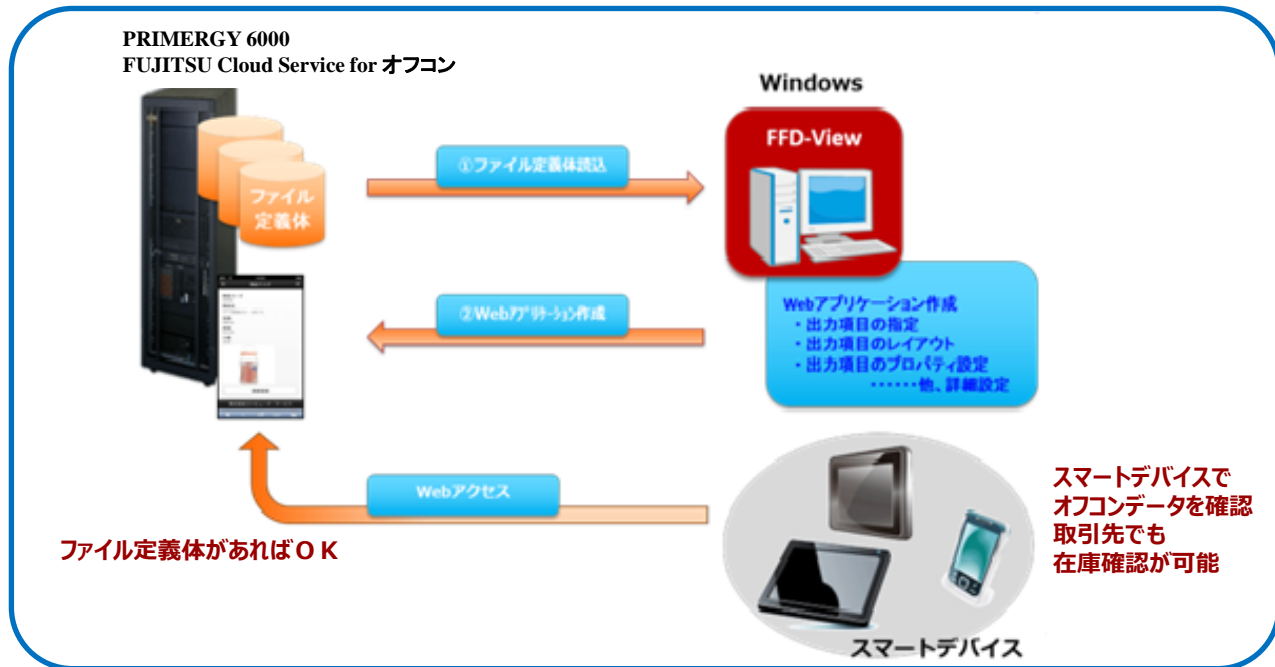 PRIMERGY 6000
FUJITSU Cloud Service for オフコン
Windows
FFD-View
ファイル
定義体
①ファイル定義体読込
②Webアプリケーション作成
Webアプリケーション作成
・出力項目の指定
・出力項目のレイアウト
・出力項目のプロパティ設定
・・・・・・他、詳細設定
Webアクセス
ファイル定義体があればOK
スマートデバイスで
オフコンデータを確認
取引先でも
在庫確認が可能
スマートデバイス